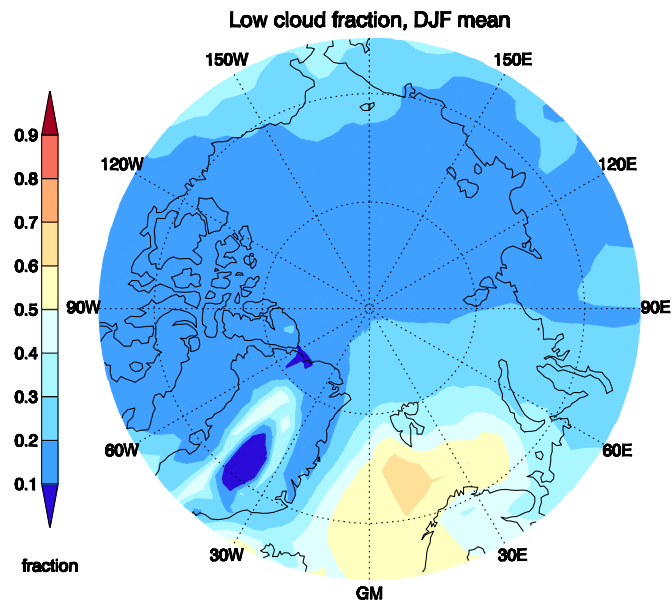 Low cloud fraction, DJF mean
150W
150E
0.9
0.8
120W
120E
0.7
0.6
90W
90E
0.5
0.4
0.3
0.2
60W
60E
0.1
30W
30E
fraction
GM